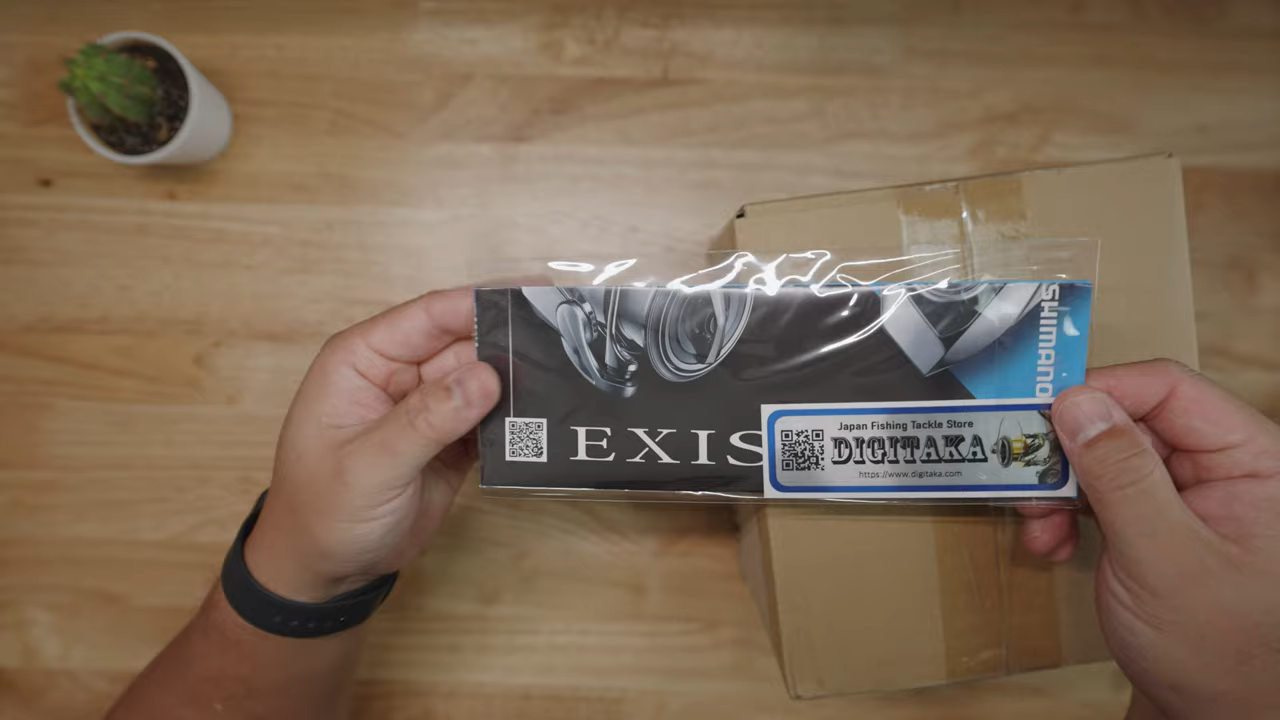 SHIMANO
EXIS
Japan Fishing Tackle Store
DIGITAKA
https://www.digitaka.com